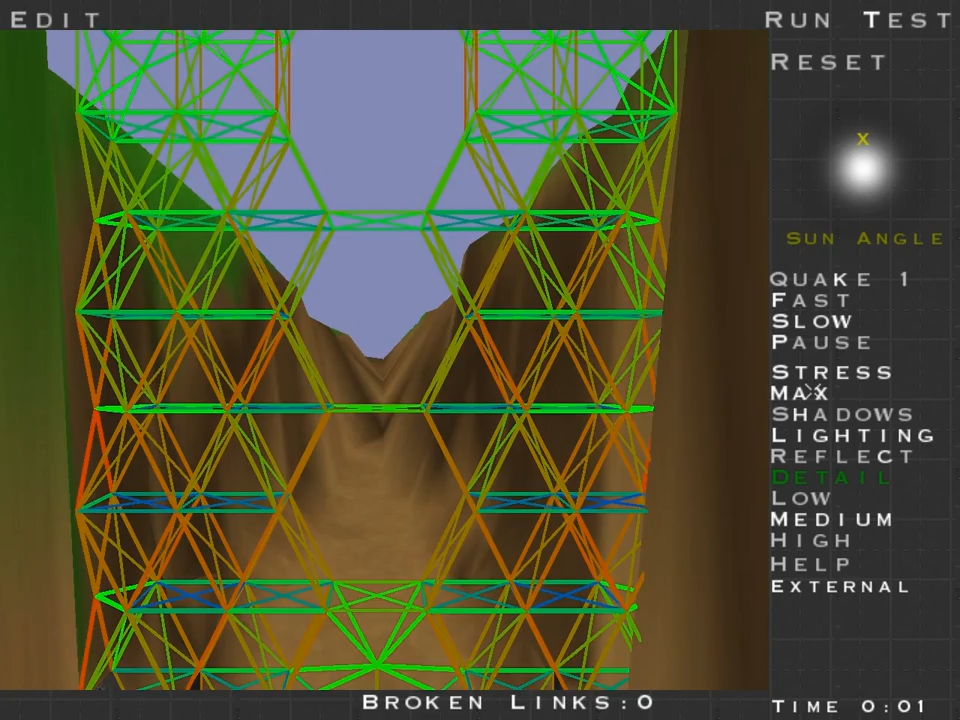 EDIT
RUN TEST
RESET
X
SUN ANGLE
QUAKE 1
FAST
SLOW
PAUSE
STRESS
MAX
SHADOWS
LIGHTING
REFLECT
DETAIL
LOW
MEDIUM
HIGH
HELP
EXTERNAL
BROKEN LINKS:0
TIME 0:01